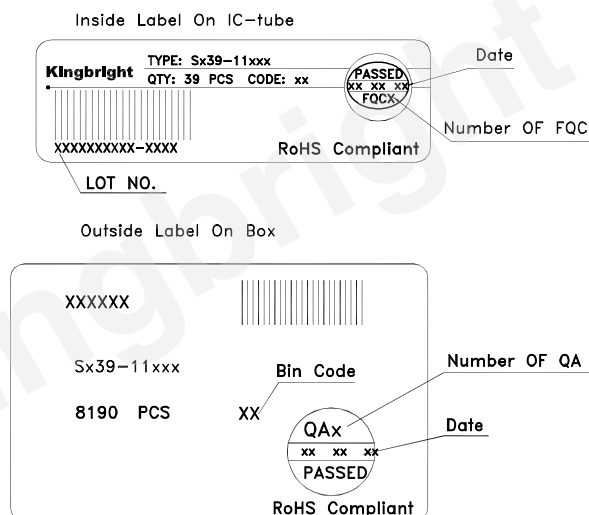 Inside Label On IC-tube
Kingbright
TYPE: Sx39-11xxx
QTY: 39 PCS CODE: xx
PASSED
xx xx xx
FQCX
Date
Number OF FQC
XXXXXXXXXX-XXXX
RoHS Compliant
LOT NO.
Outside Label On Box
XXXXXX
Sx39-11xxx
Bin Code
Number OF QA
8190 PCS
XX
QAx
Date
xx xx xx
PASSED
RoHS Compliant
ngbright